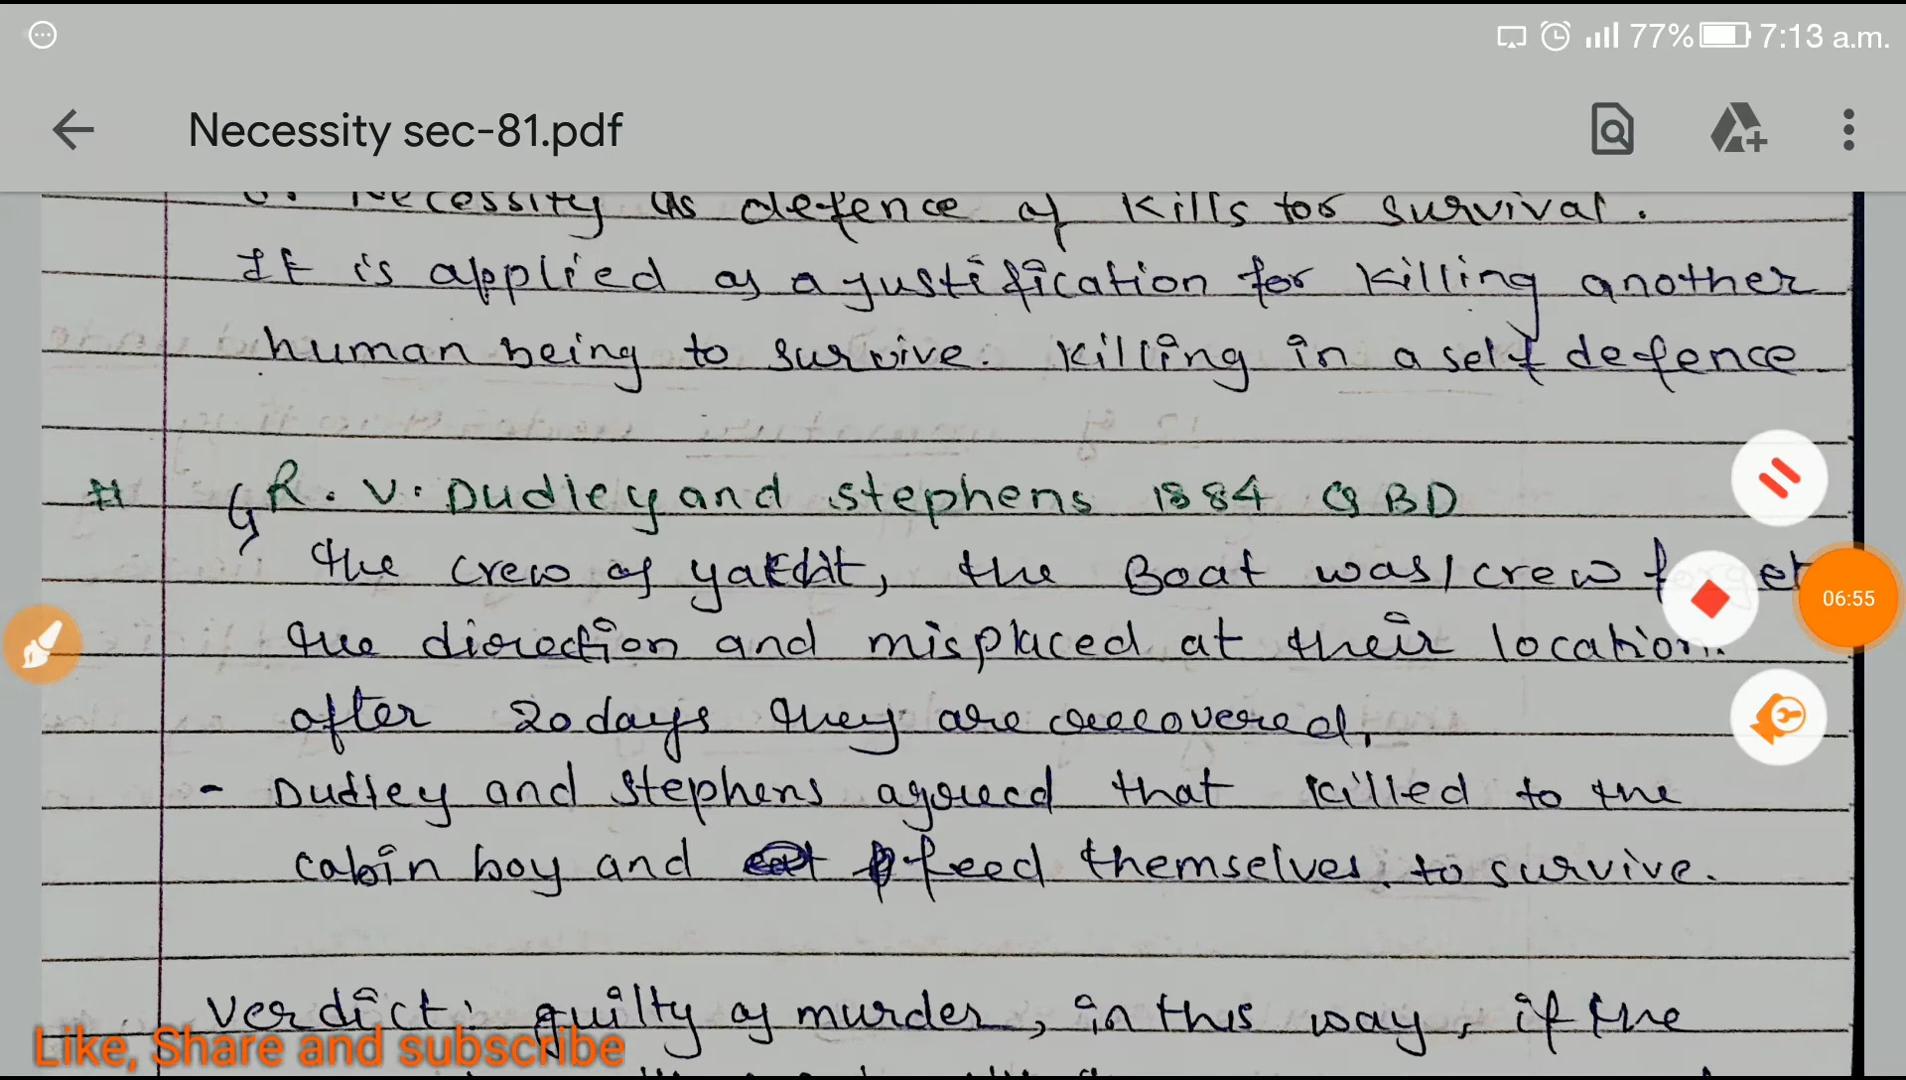 77% 7:13 a.m.
Necessity sec-81.pdf
Necessity as defence of kills for survival.
It is applied as a justification for killing another
human being to survive. Killing in a self defence
# R. V. Dudley and Stephens 1884 QBD
the crew of yatcht, the Boat was/crew
the direction and misplaced at their location.
06:55
after 20 days they are recovered,
- Dudley and Stephens agreed that killed to the
cabin boy and feed themselves to survive.
Verdict: guilty of murder, in this way, if the
Like, Share and subscribe